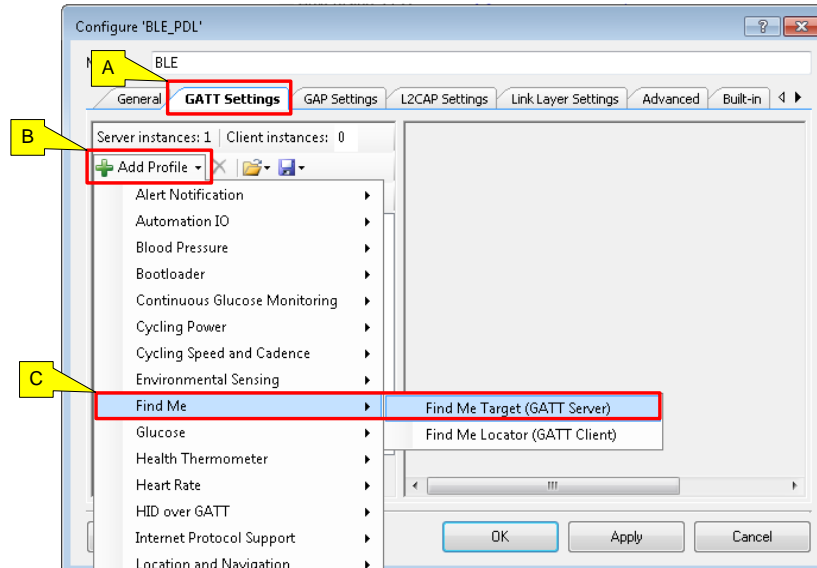 Configure 'BLE_PDL'
A
BLE
General GATT Settings GAP Settings L2CAP Settings Link Layer Settings Advanced Built-in
B
Server instances: 1 Client instances: 0
Add Profile
Alert Notification
Automation IO
Blood Pressure
Bootloader
Continuous Glucose Monitoring
Cycling Power
Cycling Speed and Cadence
C
Environmental Sensing
Find Me Find Me Target (GATT Server)
Glucose Find Me Locator (GATT Client)
Health Thermometer
Heart Rate
HID over GATT
Internet Protocol Support OK Apply Cancel
Location and Navigation